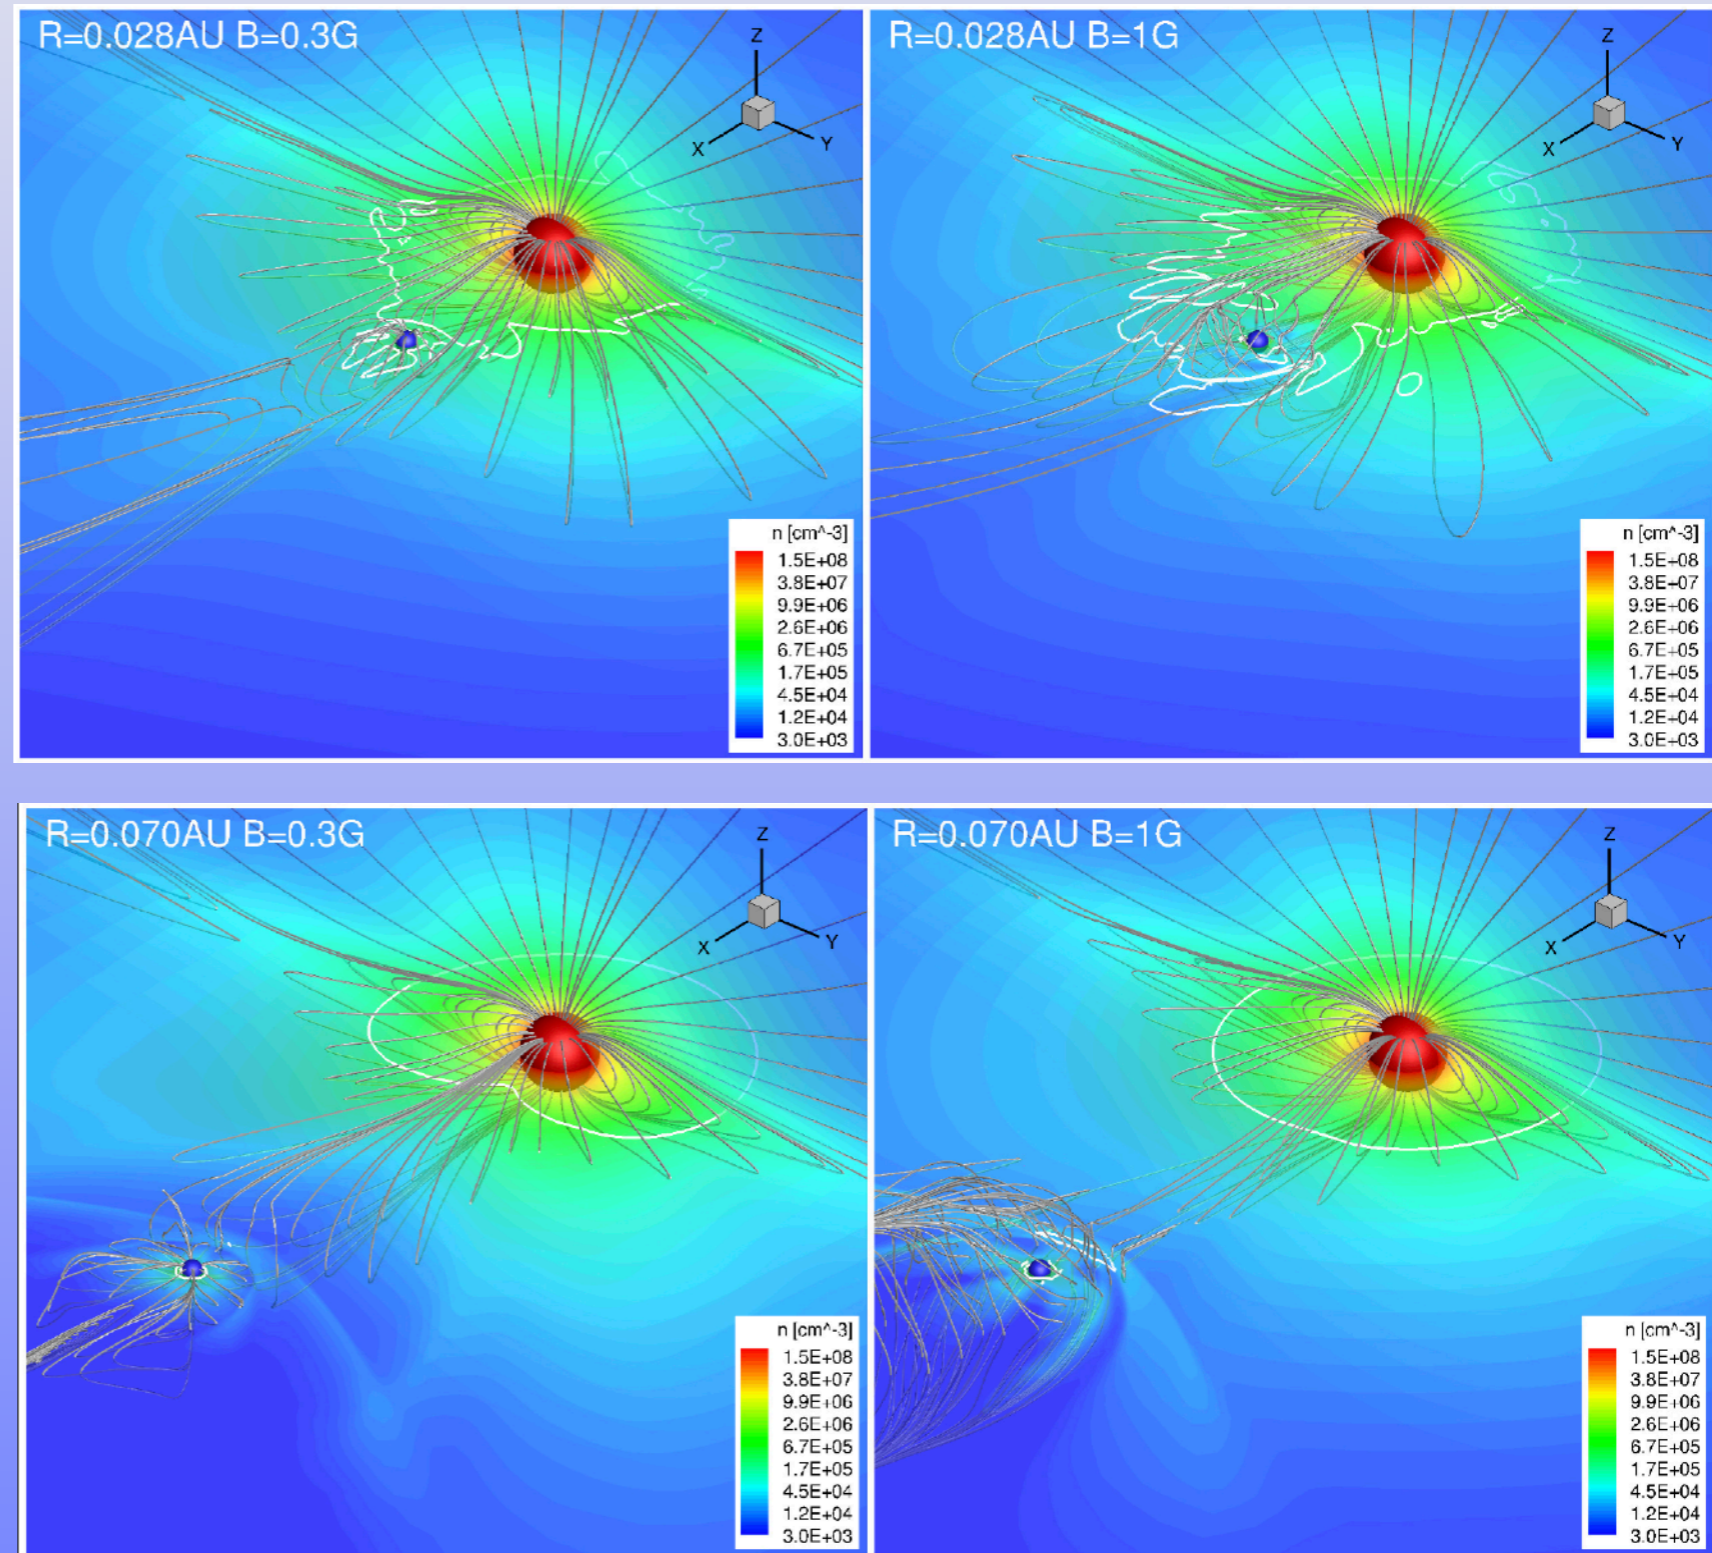 R=0.028AU B=0.3G
Z
X
Y
n [cm^-3]
1.5E+08
3.8E+07
9.9E+06
2.6E+06
6.7E+05
1.7E+05
4.5E+04
1.2E+04
3.0E+03
R=0.028AU B=1G
Z
X
Y
n [cm^-3]
1.5E+08
3.8E+07
9.9E+06
2.6E+06
6.7E+05
1.7E+05
4.5E+04
1.2E+04
3.0E+03
R=0.070AU B=0.3G
Z
X
Y
n [cm^-3]
1.5E+08
3.8E+07
9.9E+06
2.6E+06
6.7E+05
1.7E+05
4.5E+04
1.2E+04
3.0E+03
R=0.070AU B=1G
Z
X
Y
n [cm^-3]
1.5E+08
3.8E+07
9.9E+06
2.6E+06
6.7E+05
1.7E+05
4.5E+04
1.2E+04
3.0E+03